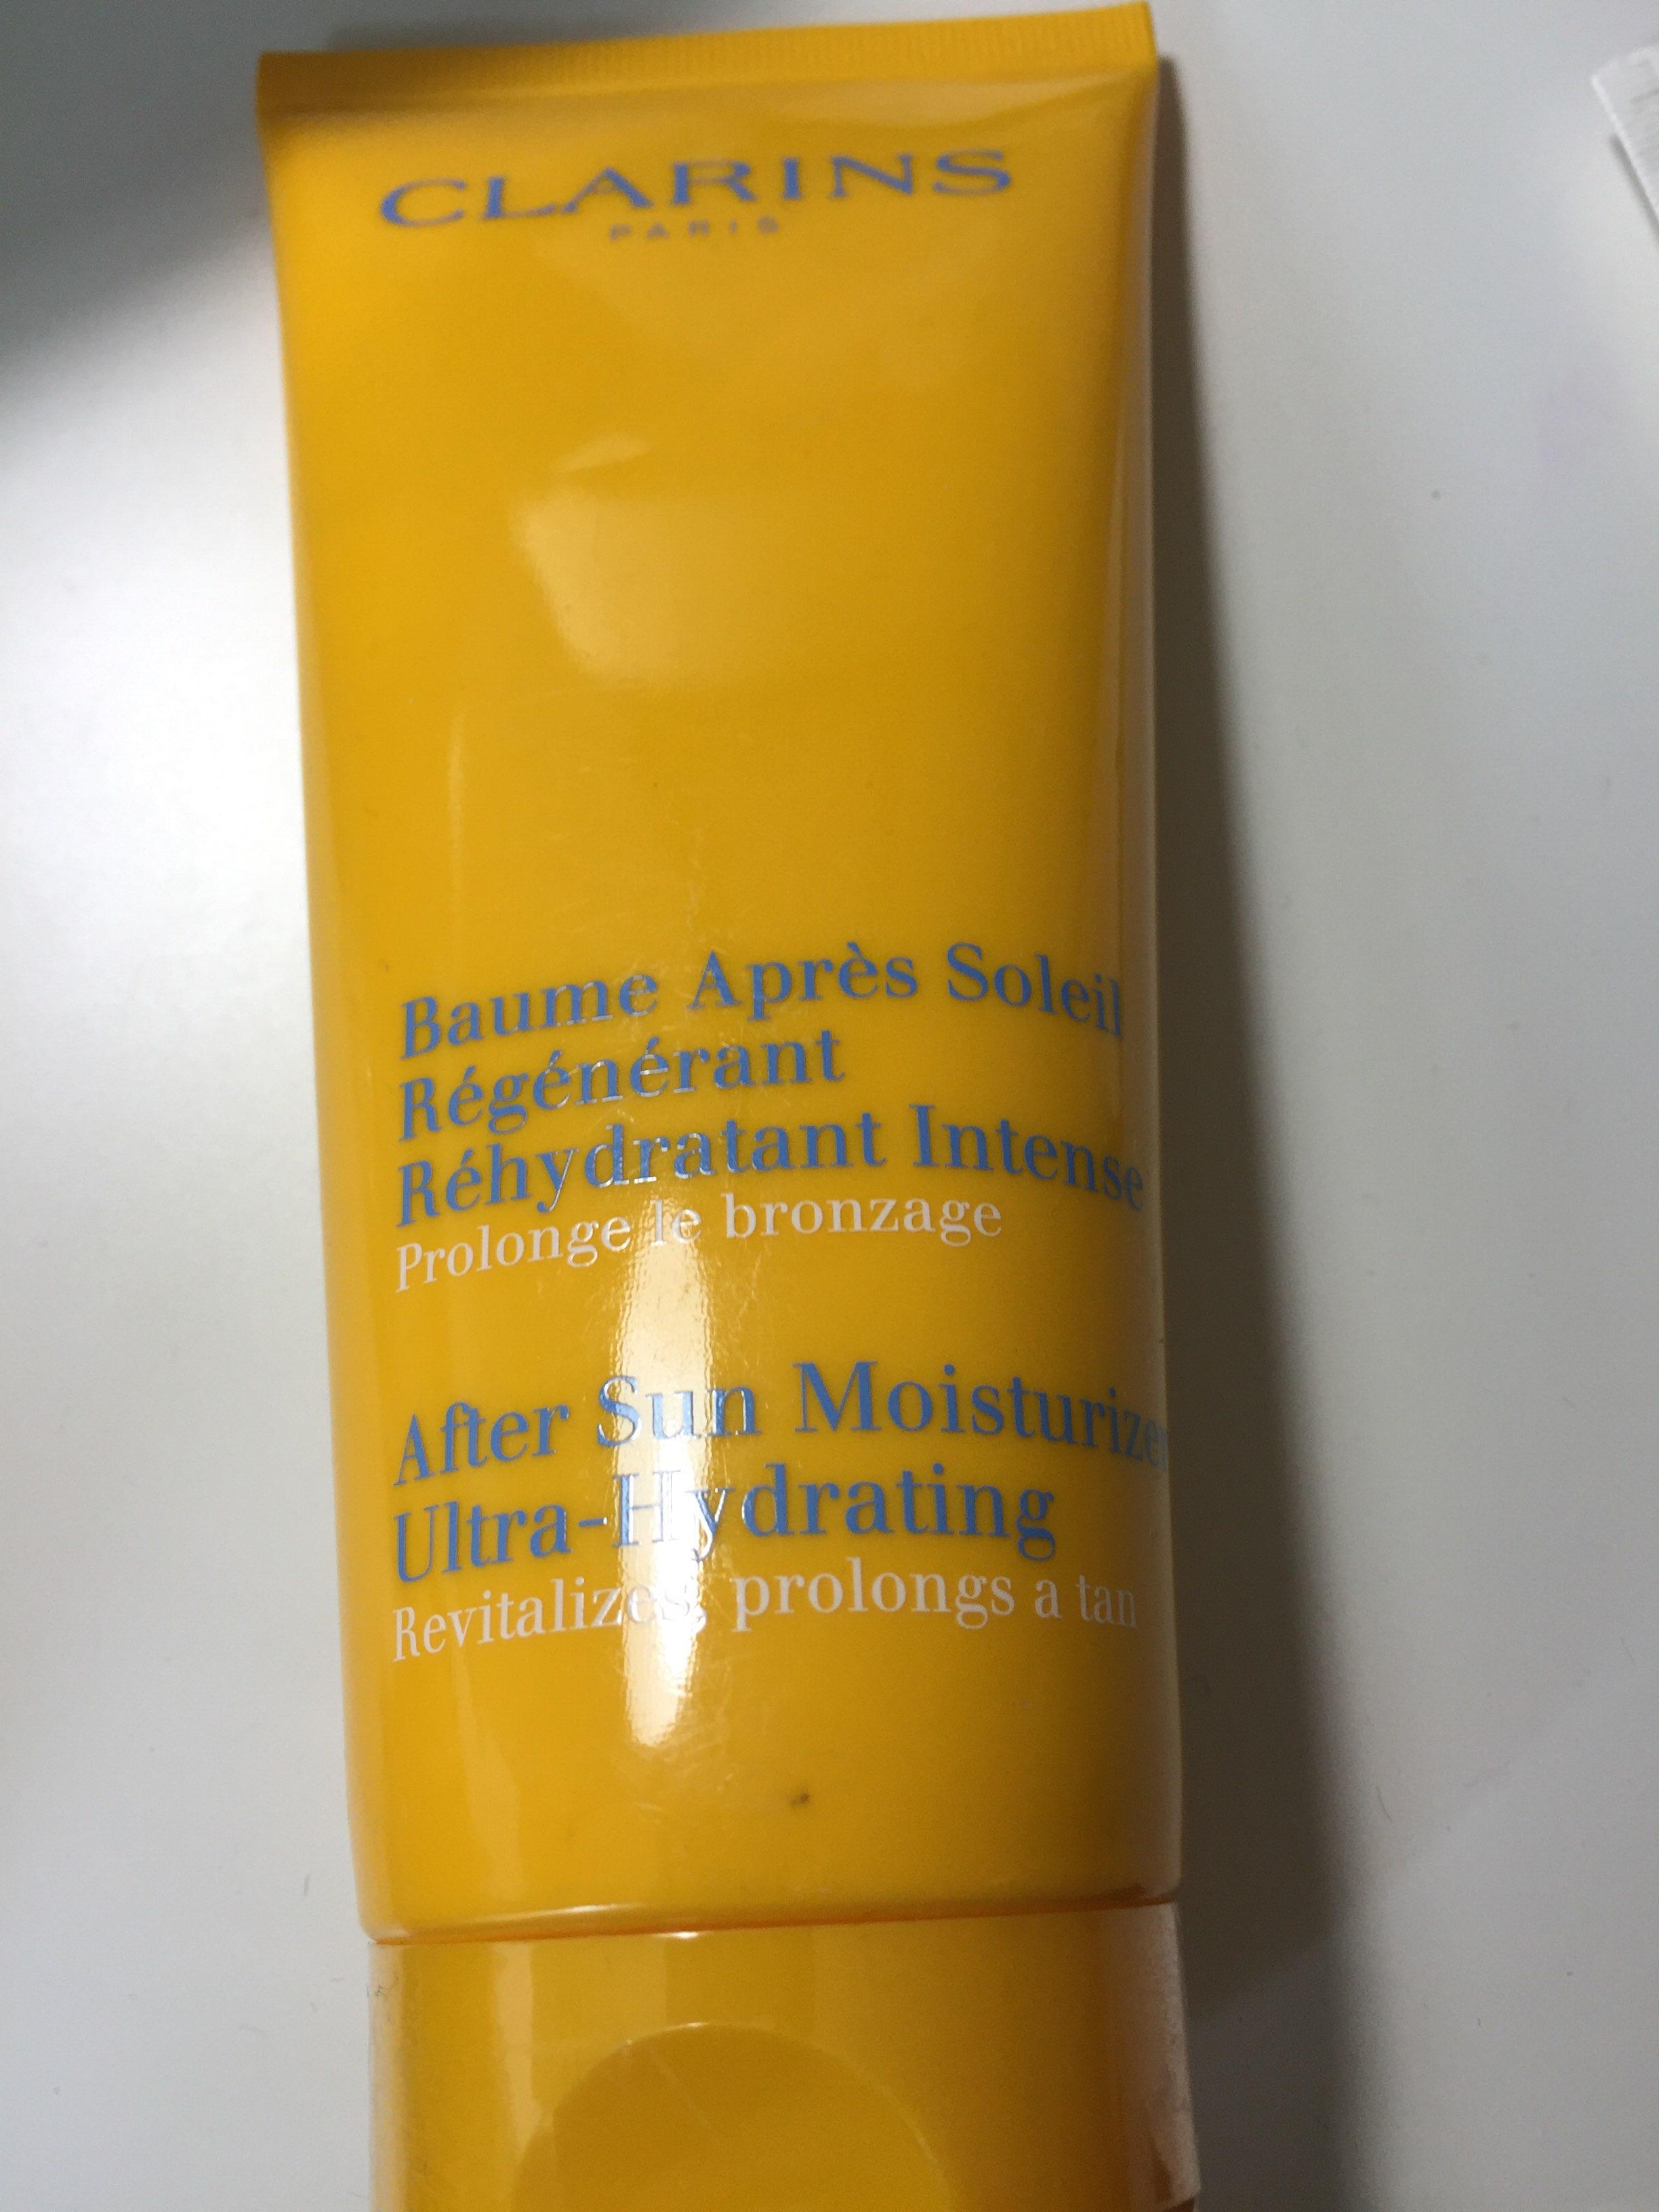 CLARINS
PARIS
Baume Après Soleil
Régénérant
Réhydratant Intense
Prolonge le bronzage
After Sun Moisturizer
Ultra-Hydrating
Revitalizes, prolongs a tan